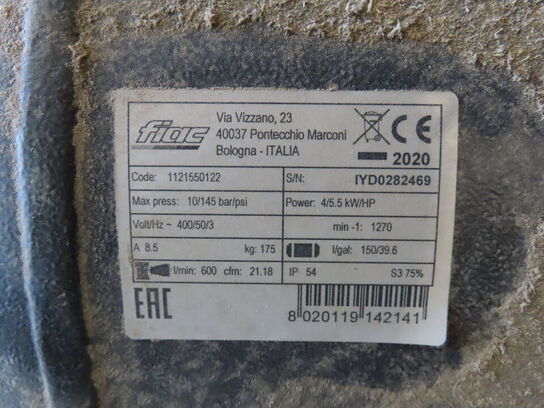 fiac
Via Vizzano, 23
40037 Pontecchio Marconi
Bologna - ITALIA
CE
2020
Code: 1121550122
S/N: IYD0282469
Max press: 10/145 bar/psi
Power: 4/5.5 kW/HP
Volt/Hz ~ 400/50/3
min -1: 1270
A 8.5 kg: 175
l/gal: 150/39.6
l/min: 600 cfm: 21.18
IP 54 S3 75%
EAC
8 020119 142141